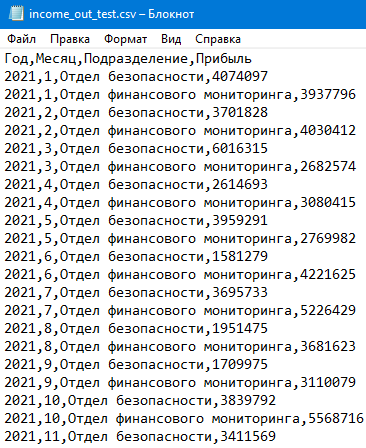 income_out_test.csv – Блокнот
Файл Правка Формат Вид Справка
Год,Месяц,Подразделение,Прибыль
2021,1,Отдел безопасности,4074097
2021,1,Отдел финансового мониторинга,3937796
2021,2,Отдел безопасности,3701828
2021,2,Отдел финансового мониторинга,4030412
2021,3,Отдел безопасности,6016315
2021,3,Отдел финансового мониторинга,2682574
2021,4,Отдел безопасности,2614693
2021,4,Отдел финансового мониторинга,3080415
2021,5,Отдел безопасности,3959291
2021,5,Отдел финансового мониторинга,2769982
2021,6,Отдел безопасности,1581279
2021,6,Отдел финансового мониторинга,4221625
2021,7,Отдел безопасности,3695733
2021,7,Отдел финансового мониторинга,5226429
2021,8,Отдел безопасности,1951475
2021,8,Отдел финансового мониторинга,3681623
2021,9,Отдел безопасности,1709975
2021,9,Отдел финансового мониторинга,3110079
2021,10,Отдел безопасности,3839792
2021,10,Отдел финансового мониторинга,5568716
2021,11,Отдел безопасности,3411569